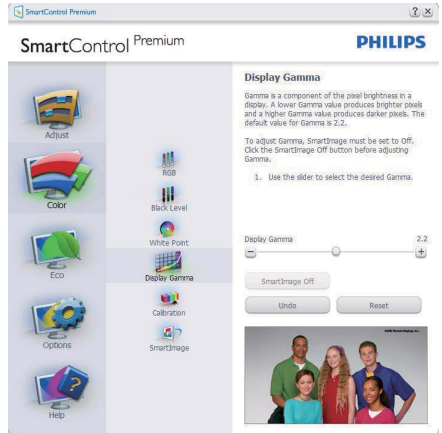 SmartControl Premium
? ×
SmartControl Premium
PHILIPS
Adjust
Color
Eco
Options
Help
RGB
Black Level
White Point
Display Gamma
Calibration
SmartImage
Display Gamma
Gamma is a component of the pixel brightness in a
display. A lower Gamma value produces brighter pixels
and a higher Gamma value produces darker pixels. The
default value for Gamma is 2.2.
To adjust Gamma, SmartImage must be set to Off.
Click the SmartImage Off button before adjusting
Gamma.
1. Use the slider to select the desired Gamma.
Display Gamma 2.2
− +
SmartImage Off
Undo Reset